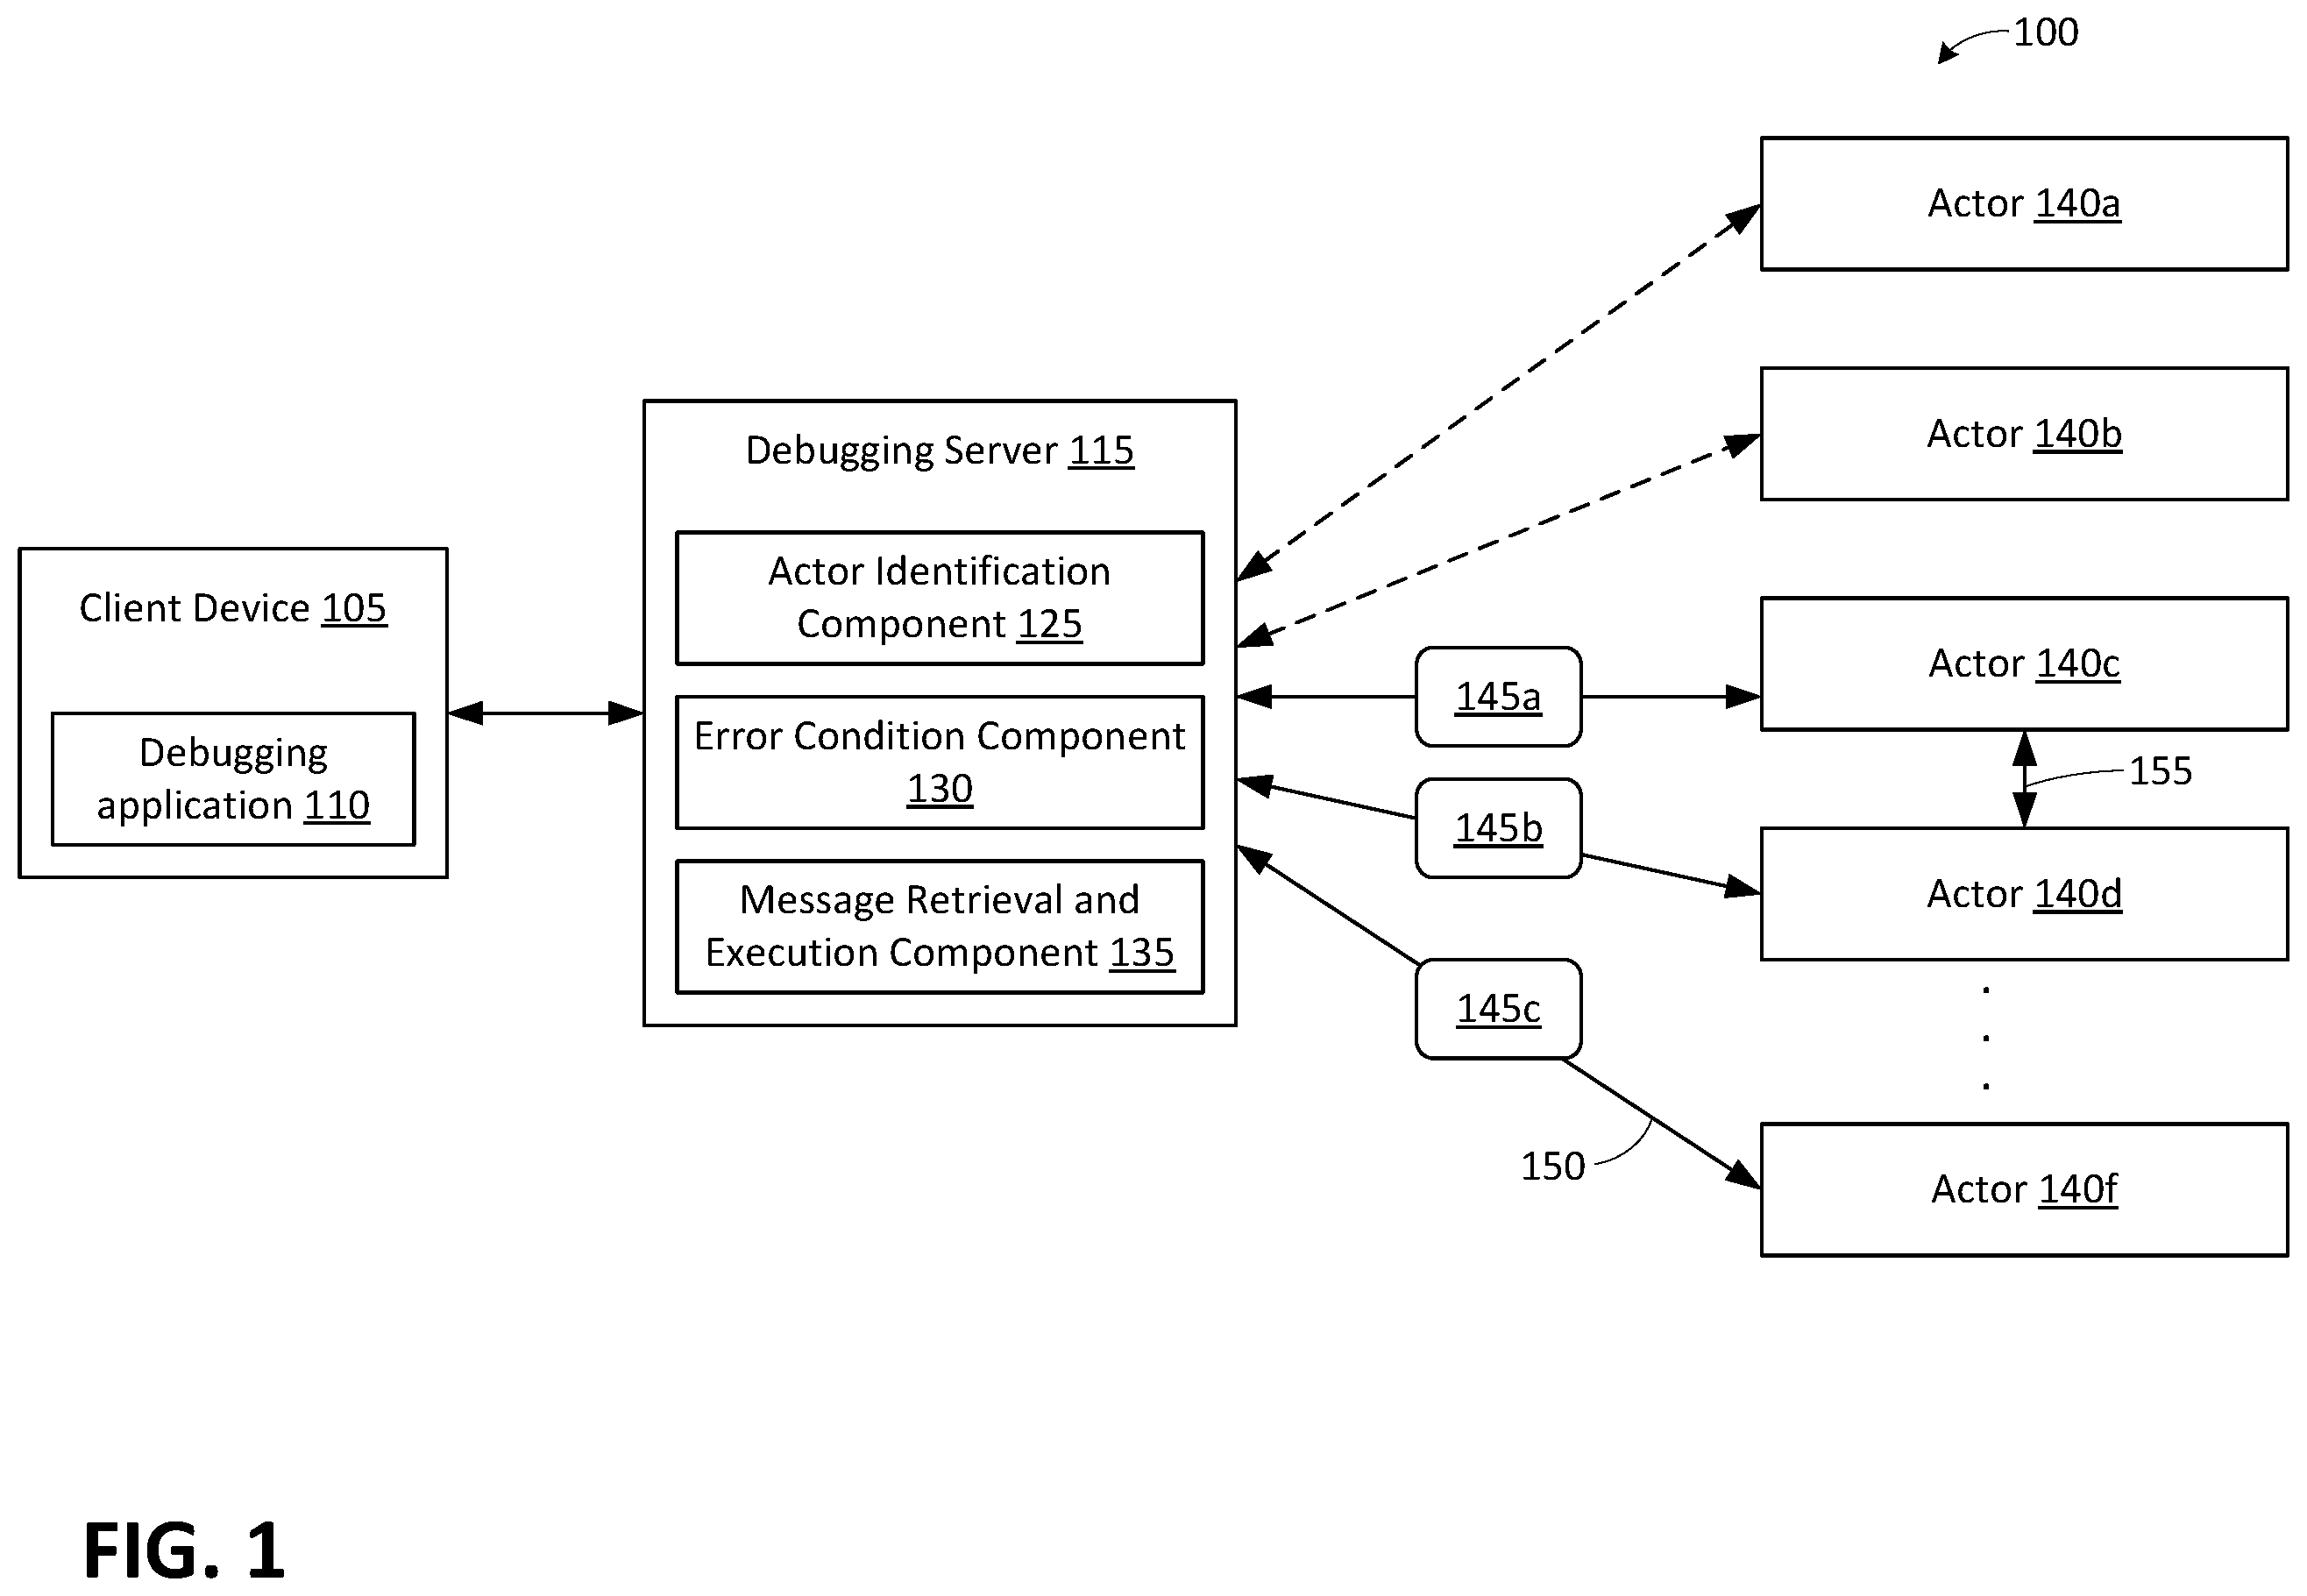 100
Actor 140a
Actor 140b
Debugging Server 115
Actor Identification
Component 125
Client Device 105
Actor 140c
145a
Error Condition Component
130
Debugging
application 110
155
145b
Actor 140d
Message Retrieval and
Execution Component 135
145c
.
.
.
150
Actor 140f
FIG. 1